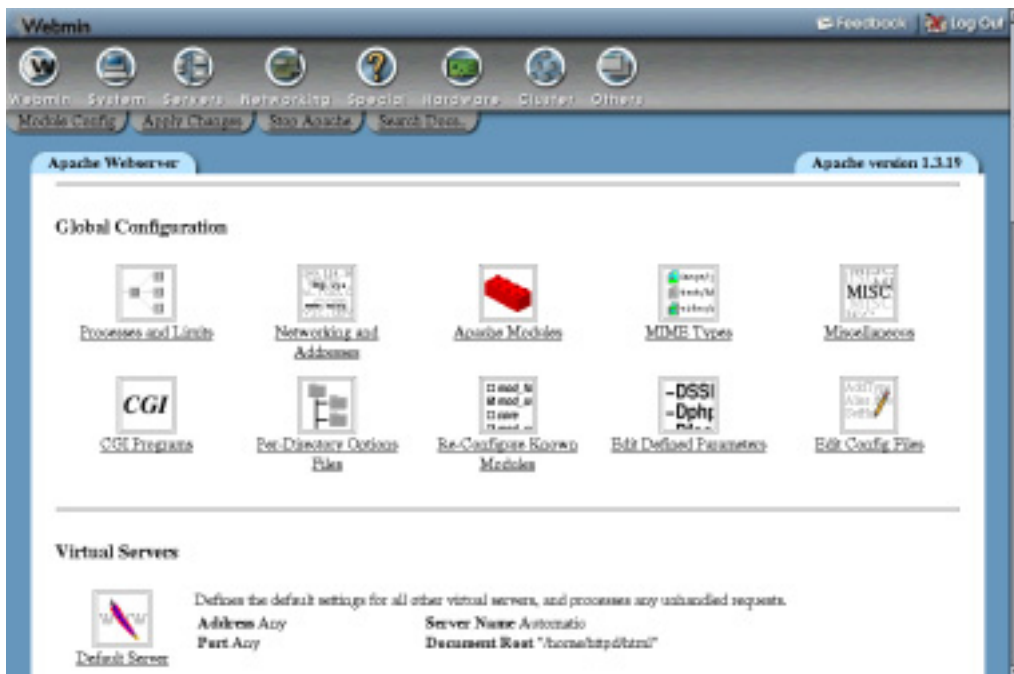 Webmin
Feedback Log Out
Webmin System Servers Networking Special Hardware Cluster Others
Module Config Apply Changes Stop Apache Search Docs..
Apache Webserver Apache version 1.3.19
Global Configuration
Processes and Limits
Networking and Addresses
Apache Modules
MIME Types
MISC
Miscellaneous
CGI
CGI Programs
Per-Directory Options Files
Re-Configure Known Modules
-DSSI
-Dphp
Edit Defined Parameters
Edit Config Files
Virtual Servers
Default Server
Defines the default settings for all other virtual servers, and processes any unhandled requests.
Address Any Server Name Automatic
Port Any Document Root "/home/httpd/html"